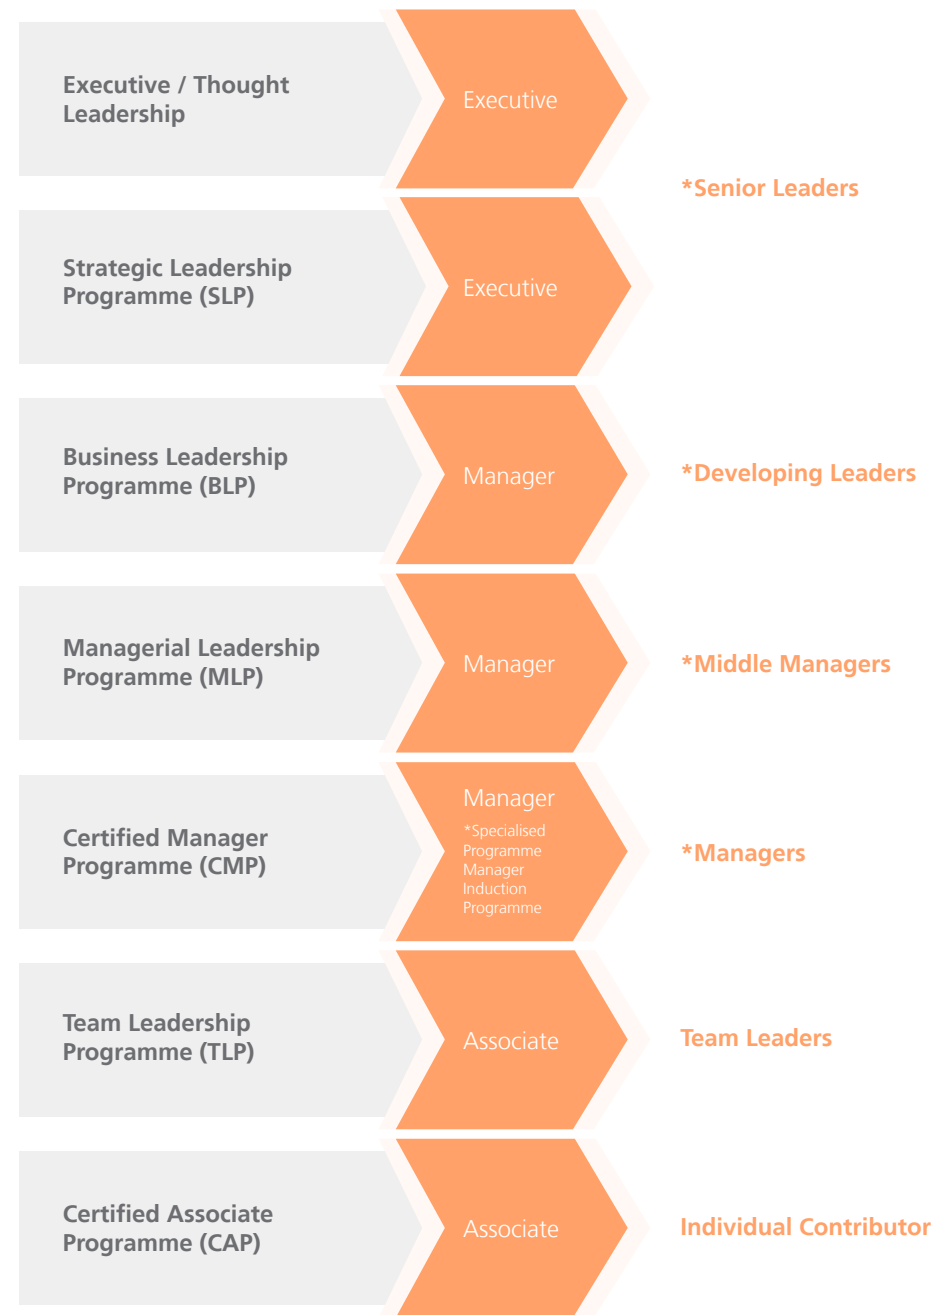 Executive / Thought
Leadership
Executive
*Senior Leaders
Strategic Leadership
Programme (SLP)
Executive
Business Leadership
Programme (BLP)
Manager
*Developing Leaders
Managerial Leadership
Programme (MLP)
Manager
*Middle Managers
Certified Manager
Programme (CMP)
Manager
*Specialised
Programme
Manager
Induction
Programme
*Managers
Team Leadership
Programme (TLP)
Associate
Team Leaders
Certified Associate
Programme (CAP)
Associate
Individual Contributor